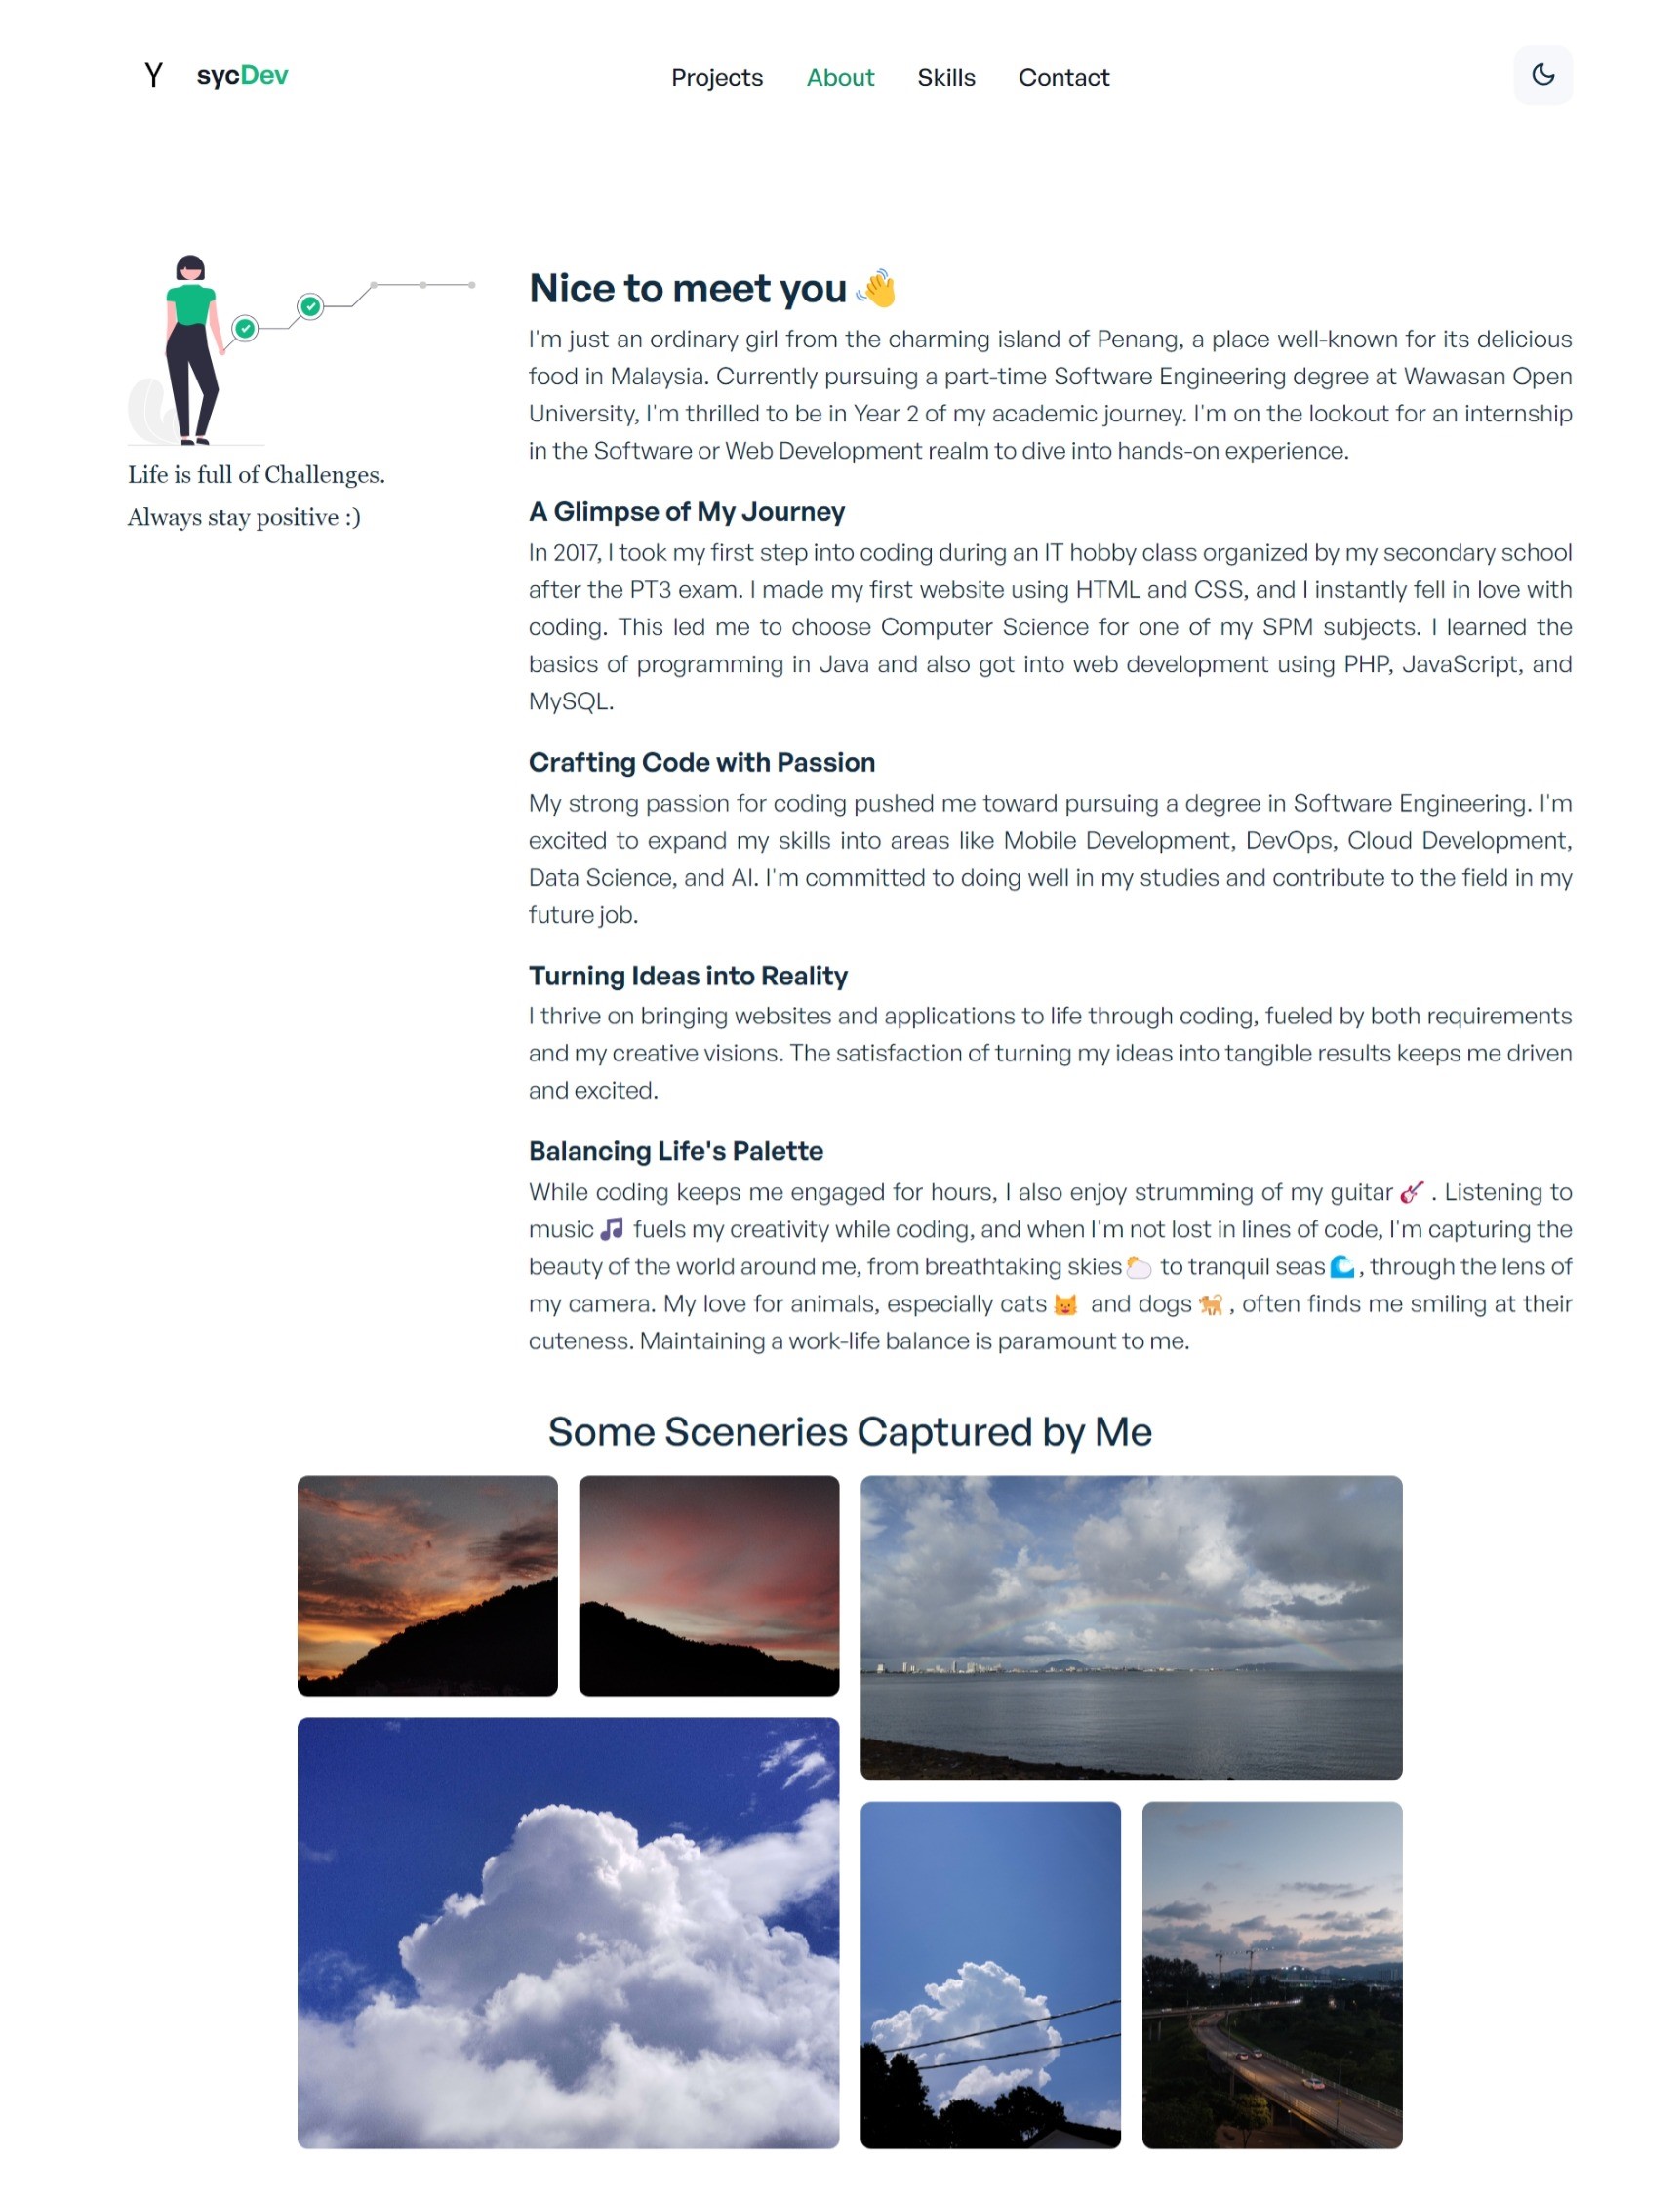 Y sycDev Projects About Skills Contact
Life is full of Challenges.
Always stay positive :)
Nice to meet you 👋
I'm just an ordinary girl from the charming island of Penang, a place well-known for its delicious
food in Malaysia. Currently pursuing a part-time Software Engineering degree at Wawasan Open
University, I'm thrilled to be in Year 2 of my academic journey. I'm on the lookout for an internship
in the Software or Web Development realm to dive into hands-on experience.
A Glimpse of My Journey
In 2017, I took my first step into coding during an IT hobby class organized by my secondary school
after the PT3 exam. I made my first website using HTML and CSS, and I instantly fell in love with
coding. This led me to choose Computer Science for one of my SPM subjects. I learned the
basics of programming in Java and also got into web development using PHP, JavaScript, and
MySQL.
Crafting Code with Passion
My strong passion for coding pushed me toward pursuing a degree in Software Engineering. I'm
excited to expand my skills into areas like Mobile Development, DevOps, Cloud Development,
Data Science, and AI. I'm committed to doing well in my studies and contribute to the field in my
future job.
Turning Ideas into Reality
I thrive on bringing websites and applications to life through coding, fueled by both requirements
and my creative visions. The satisfaction of turning my ideas into tangible results keeps me driven
and excited.
Balancing Life's Palette
While coding keeps me engaged for hours, I also enjoy strumming of my guitar 🎸 . Listening to
music 🎵 fuels my creativity while coding, and when I'm not lost in lines of code, I'm capturing the
beauty of the world around me, from breathtaking skies🌥️ to tranquil seas🌊, through the lens of
my camera. My love for animals, especially cats 🐱 and dogs 🐕, often finds me smiling at their
cuteness. Maintaining a work-life balance is paramount to me.
Some Sceneries Captured by Me